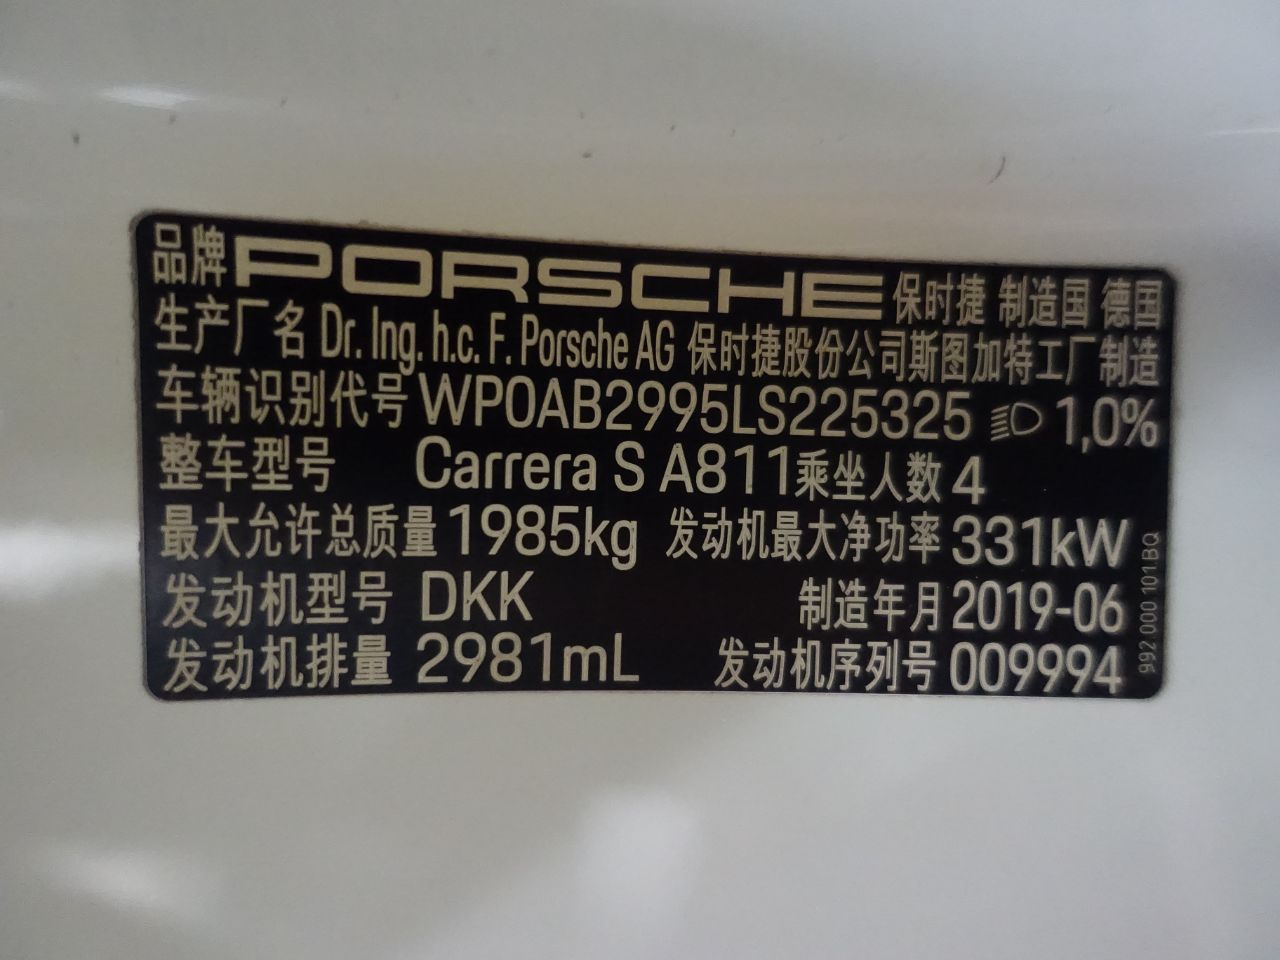 品牌 PORSCHE 保时捷 制造国 德国
生产厂名 Dr. Ing. h.c. F. Porsche AG 保时捷股份公司斯图加特工厂制造
车辆识别代号 WP0AB2995LS225325 1,0%
整车型号 Carrera S A811 乘坐人数 4
最大允许总质量 1985kg 发动机最大净功率 331kW
发动机型号 DKK 制造年月 2019-06
发动机排量 2981mL 发动机序列号 009994
992 000 101 BQ